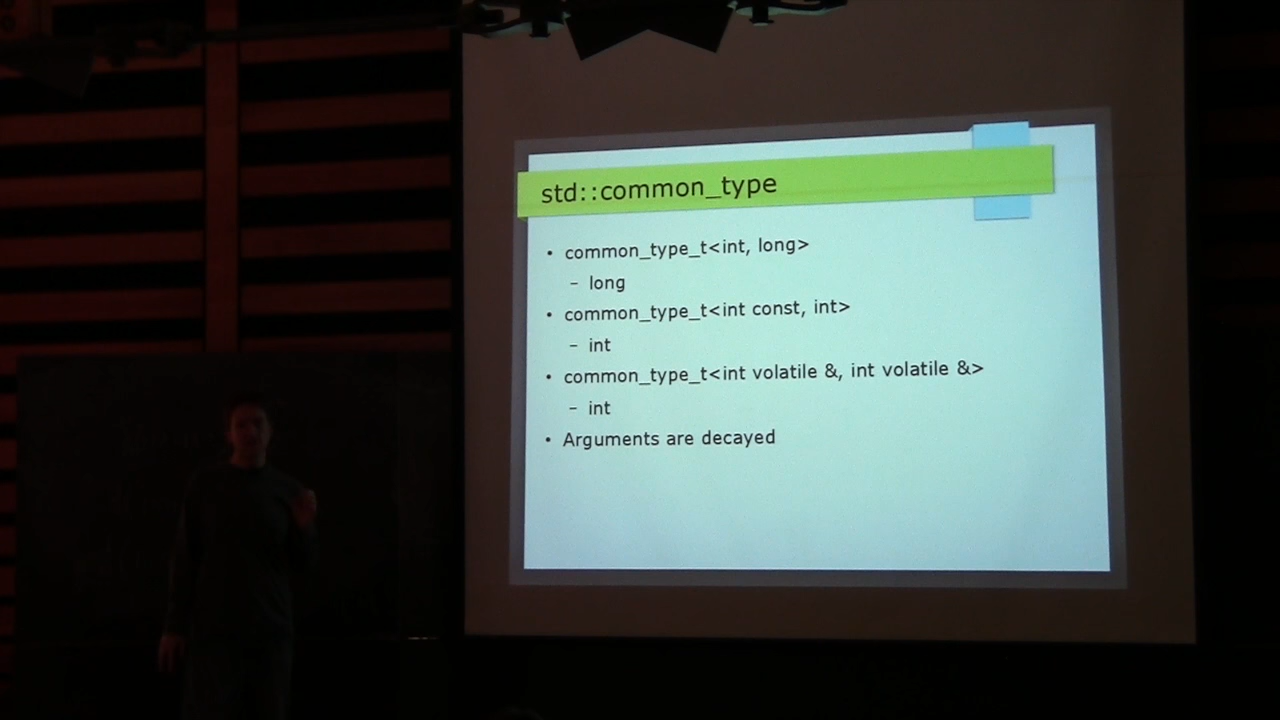 std::common_type
• common_type_t<int, long>
– long
• common_type_t<int const, int>
– int
• common_type_t<int volatile &, int volatile &>
– int
• Arguments are decayed